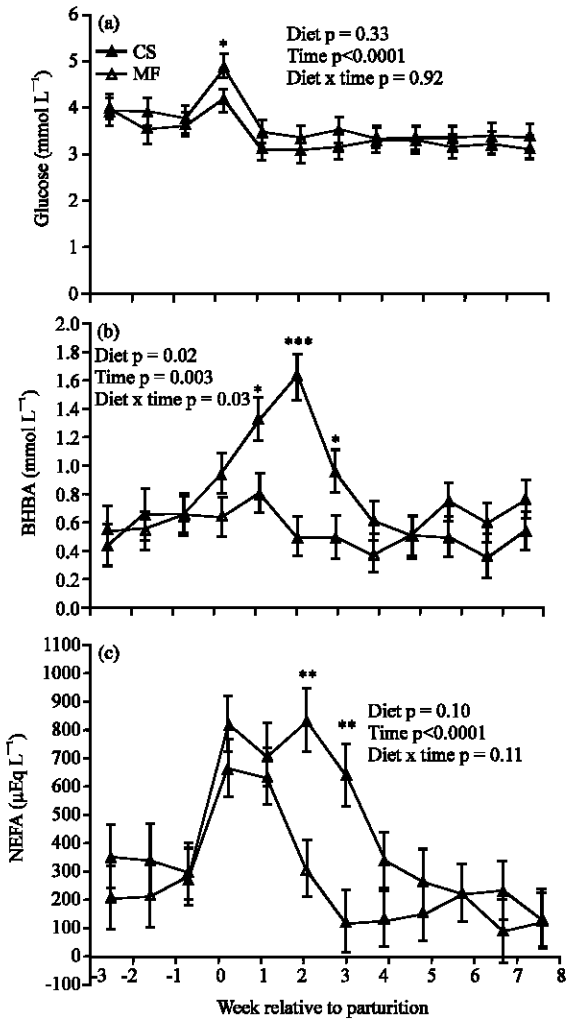 (a)
CS
MF
*
Diet p = 0.33
Time p<0.0001
Diet x time p = 0.92
6
5
4
3
2
1
0
Glucose (mmol L⁻¹)
(b)
Diet p = 0.02
Time p = 0.003
Diet x time p = 0.03
*
***
*
2.0
1.8
1.6
1.4
1.2
1.0
0.8
0.6
0.4
0.2
0.0
BHBA (mmol L⁻¹)
(c)
**
**
Diet p = 0.10
Time p<0.0001
Diet x time p = 0.11
1100
1000
900
800
700
600
500
400
300
200
100
0
-100
NEFA (µEq L⁻¹)
-3 -2 -1 0 1 2 3 4 5 6 7 8
Week relative to parturition